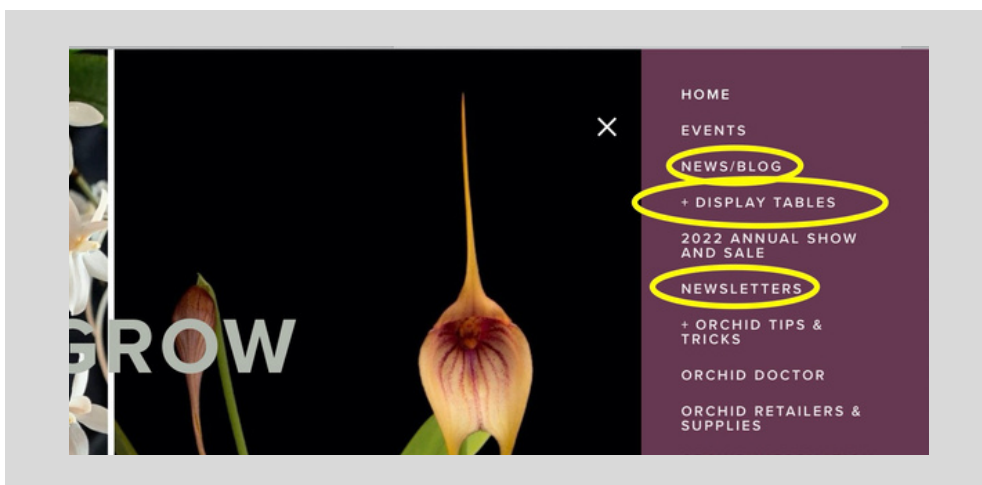 HOME
EVENTS
NEWS/BLOG
+ DISPLAY TABLES
2022 ANNUAL SHOW
AND SALE
NEWSLETTERS
+ ORCHID TIPS &
TRICKS
ORCHID DOCTOR
ORCHID RETAILERS &
SUPPLIES
GROW